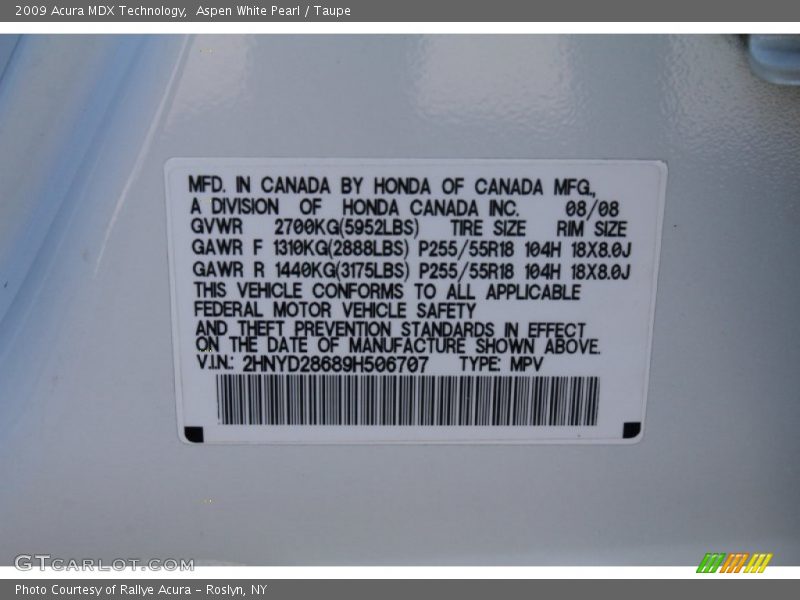 2009 Acura MDX Technology,  Aspen White Pearl / Taupe
MFD. IN CANADA BY HONDA OF CANADA MFG.,
A DIVISION OF HONDA CANADA INC. 08/08
GVWR 2700KG(5952LBS) TIRE SIZE RIM SIZE
GAWR F 1310KG(2888LBS) P255/55R18 104H 18X8.0J
GAWR R 1440KG(3175LBS) P255/55R18 104H 18X8.0J
THIS VEHICLE CONFORMS TO ALL APPLICABLE
FEDERAL MOTOR VEHICLE SAFETY
AND THEFT PREVENTION STANDARDS IN EFFECT
ON THE DATE OF MANUFACTURE SHOWN ABOVE.
V.I.N.: 2HNYD28689H506707 TYPE: MPV
GTCARLOT.COM
Photo Courtesy of Rallye Acura - Roslyn, NY